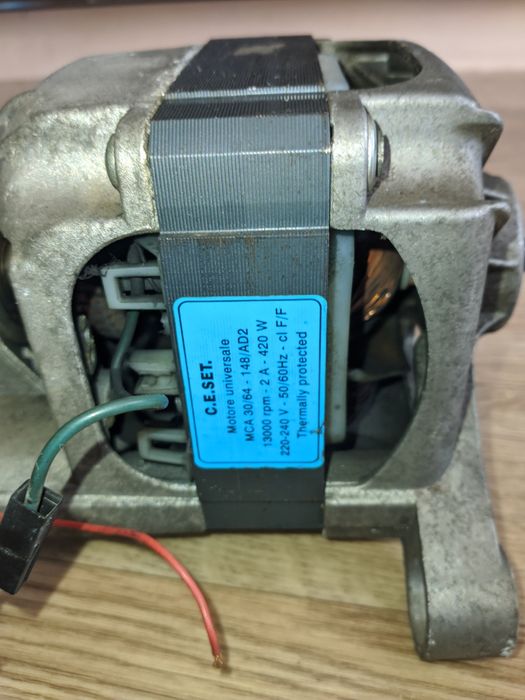 C.E.SET.
Motore universale
MCA 30/64 - 148/AD2
13000 rpm - 2 A - 420 W
220-240 V - 50/60Hz - cl F/F
Thermally protected